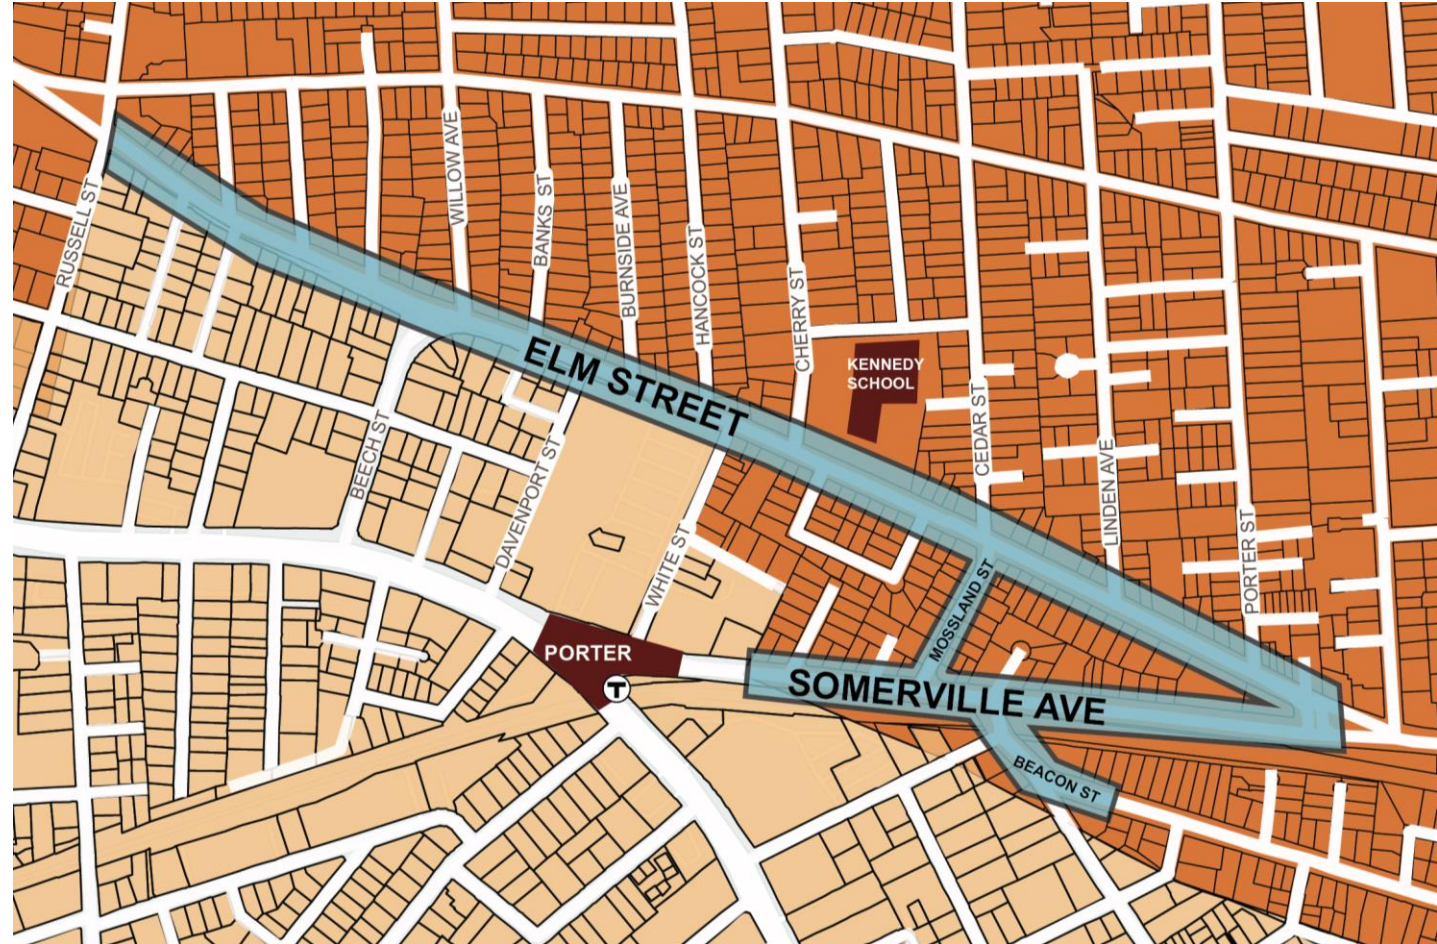 RUSSELL ST
WILLOW AVE
BANKS ST
BURNSIDE AVE
HANCOCK ST
CHERRY ST
KENNEDY
SCHOOL
CEDAR ST
LINDEN AVE
PORTER ST
ELM STREET
BEECH ST
DAVENPORT ST
WHITE ST
MOSSLAND ST
PORTER
T
SOMERVILLE AVE
BEACON ST